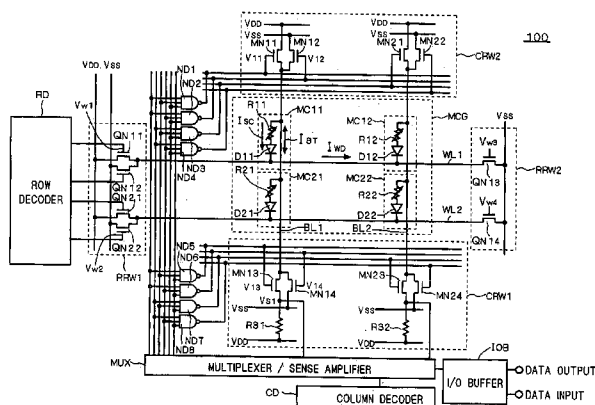 100
VDD
VSS
MN11 MN12
V11 V12
VDD
VSS
MN21 MN22
CRW2
VDD VSS
RD
ROW DECODER
Vw1
QN11
QN12
QN21
QN22
Vw2
RRW1
ND1
ND2
ND3
ND4
R11
ISC
D11
MC11
IBT
IWD
MC12
R12
D12
MCG
WL1
R21
D21
MC21
MC22
R22
D22
WL2
BL1
BL2
VSS
Vw3
QN13
Vw4
QN14
RRW2
ND5
ND6
ND7
ND8
MN13
V13
V14
MN14
VS1
VSS
R31
VDD
MN23
MN24
VSS
R32
VDD
CRW1
MUX
MULTIPLEXER / SENSE AMPLIFIER
IOB
I/O BUFFER
DATA OUTPUT
DATA INPUT
CD
COLUMN DECODER